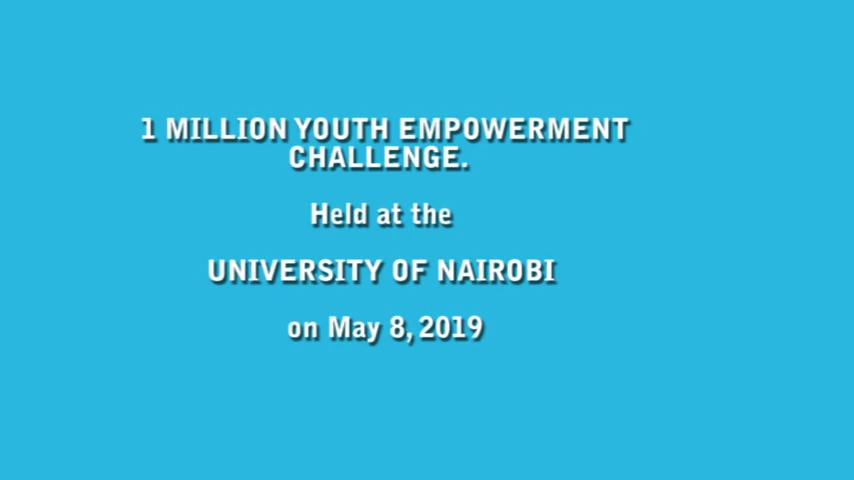 1 MILLION YOUTH EMPOWERMENT
CHALLENGE.
Held at the
UNIVERSITY OF NAIROBI
on May 8, 2019